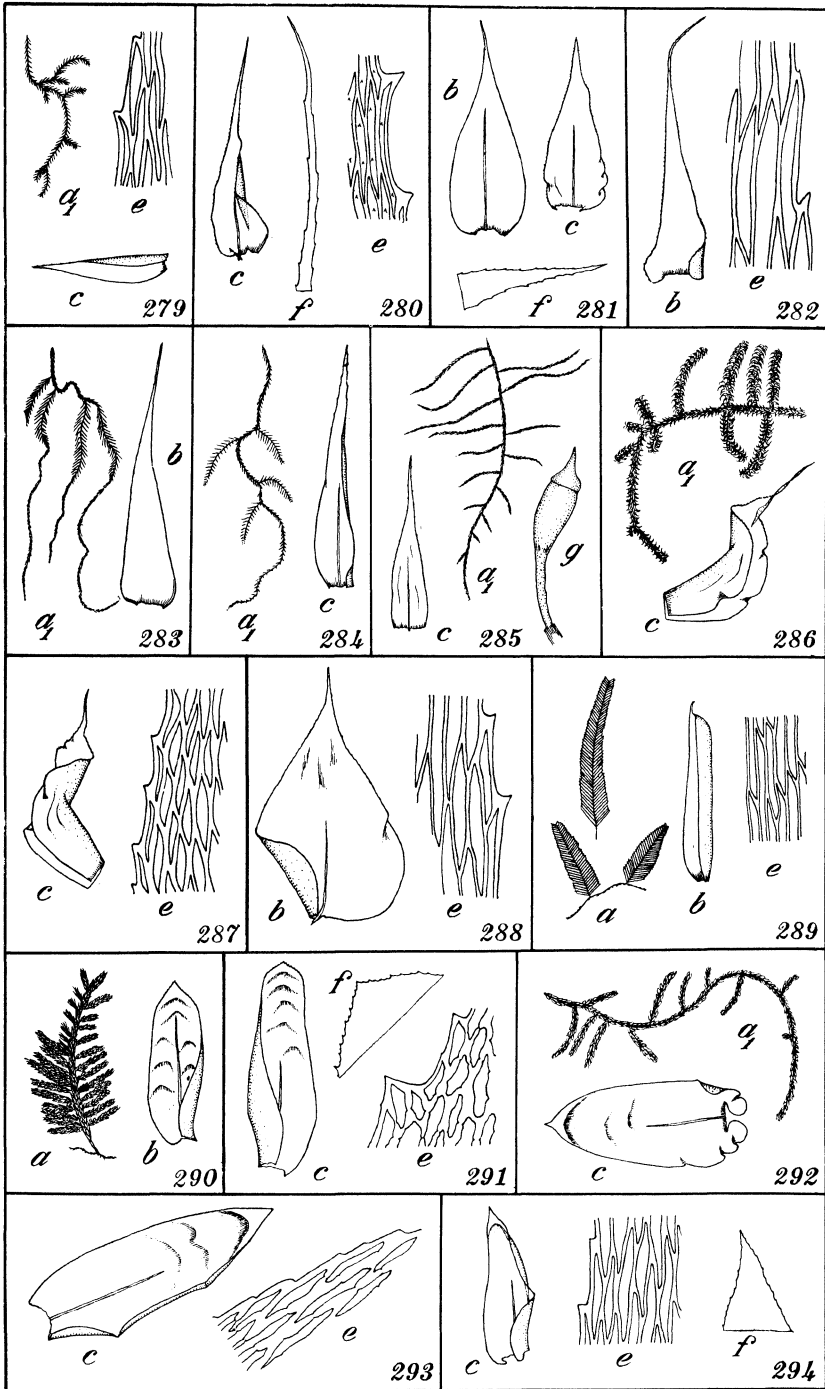 a₁ e
c 279
c f e 280
b c
f 281
b e 282
b
a₁ 283
c
a₁ 284
g
a₁
c 285
a₁
c 286
c e 287
b e 288
a b e
289
a b 290
f
c e 291
a₁
c 292
c e 293
c e f 294